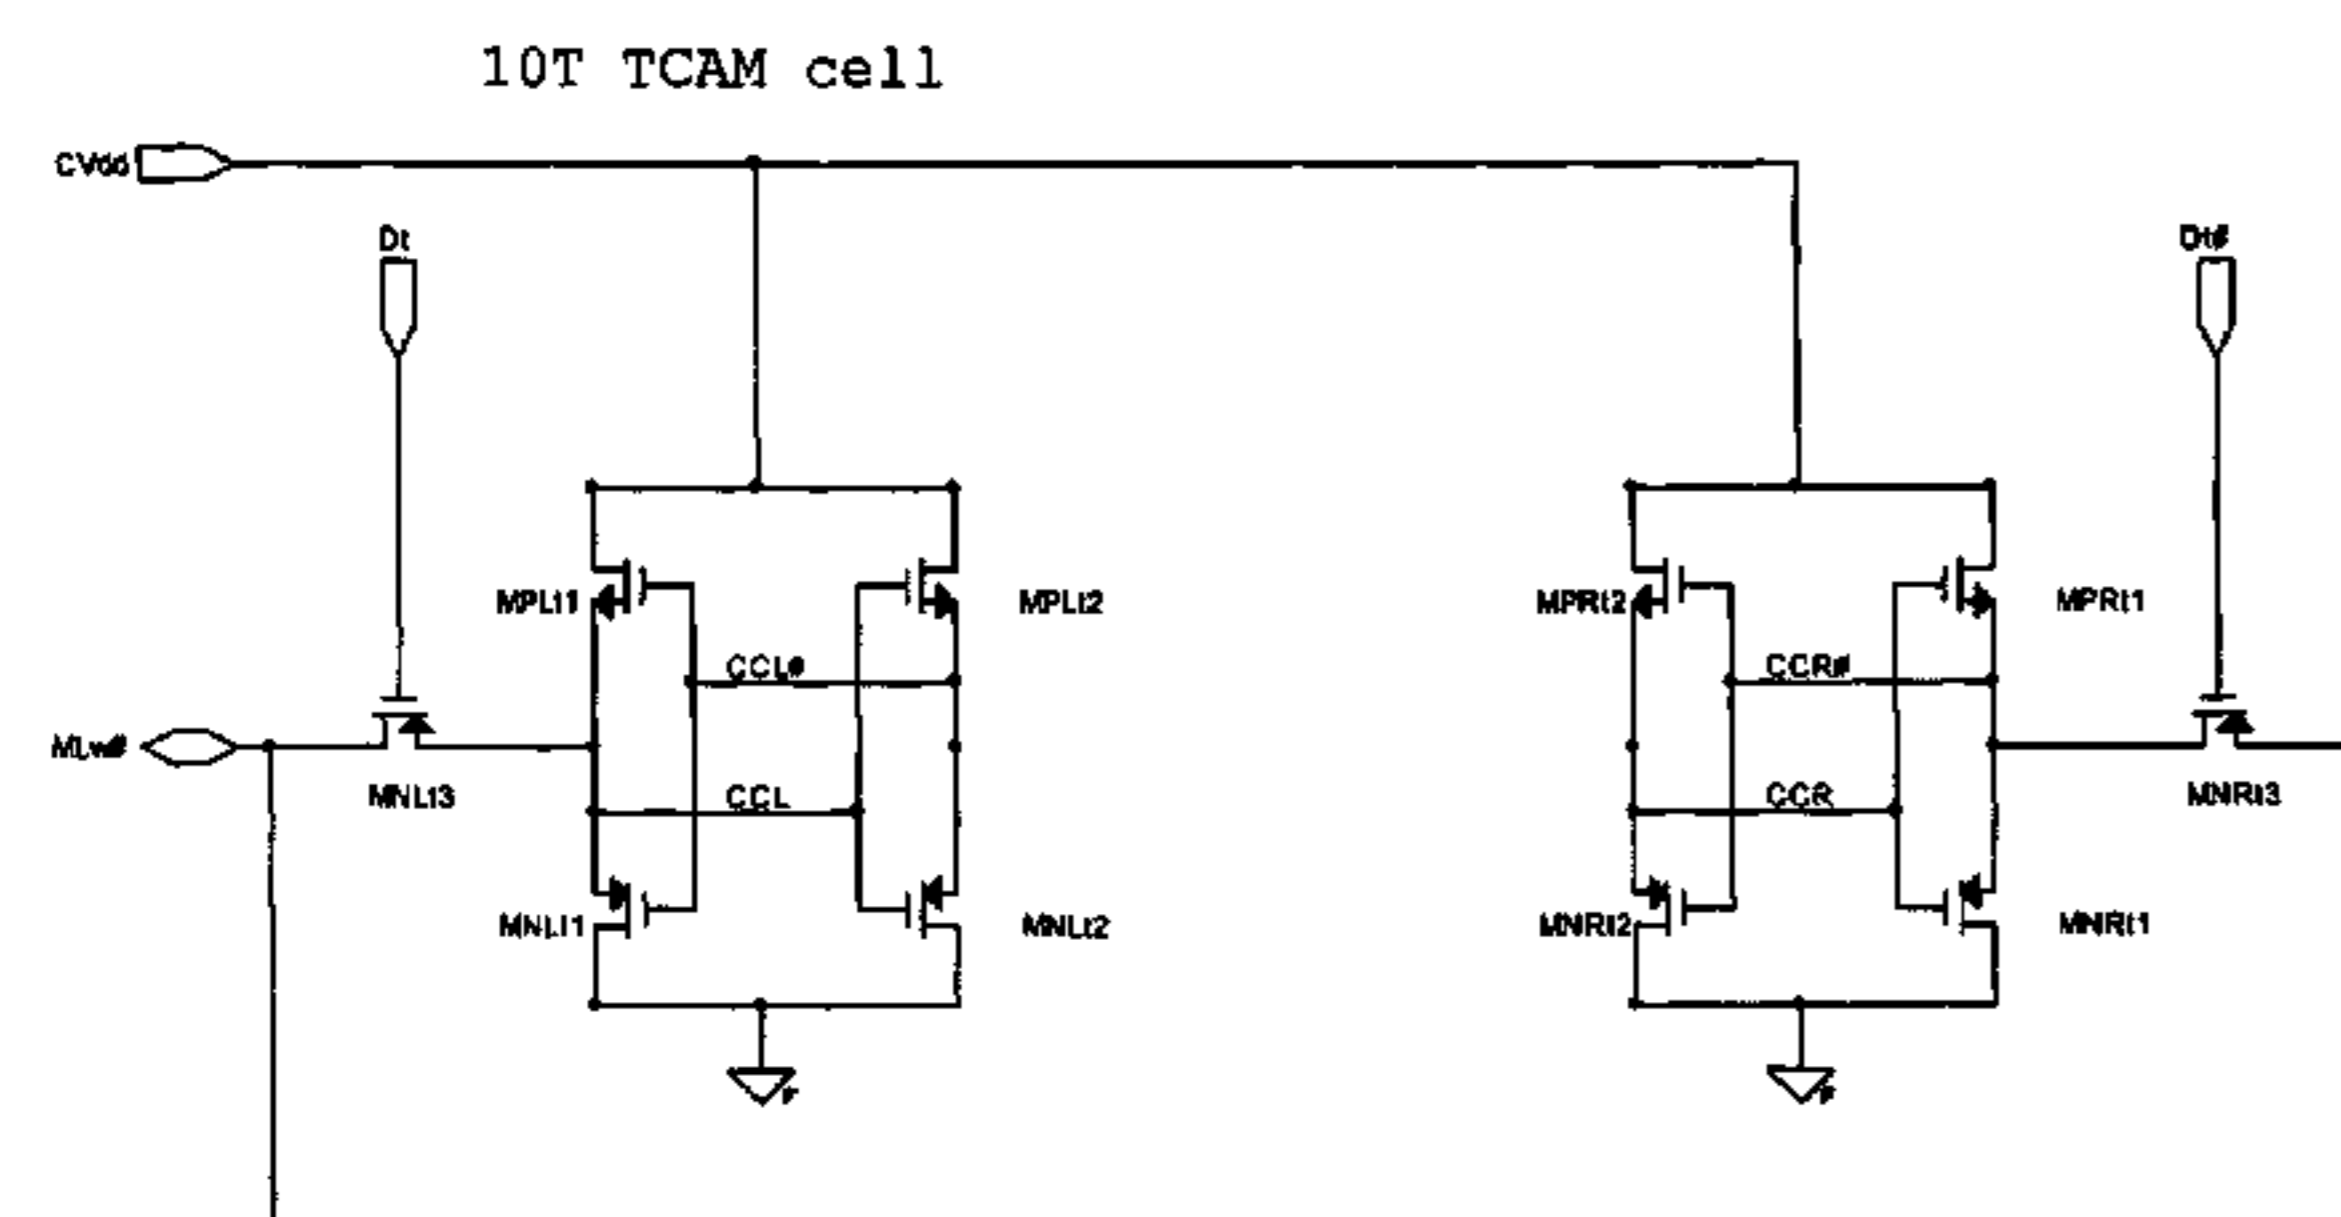 10T TCAM cell
CVdd
Dt
Dt#
MPLt1
MPLt2
MPRt2
MPRt1
CCL#
CCR#
MLw#
MNLt3
CCL
CCR
MNRt3
MNLt1
MNLt2
MNRt2
MNRt1